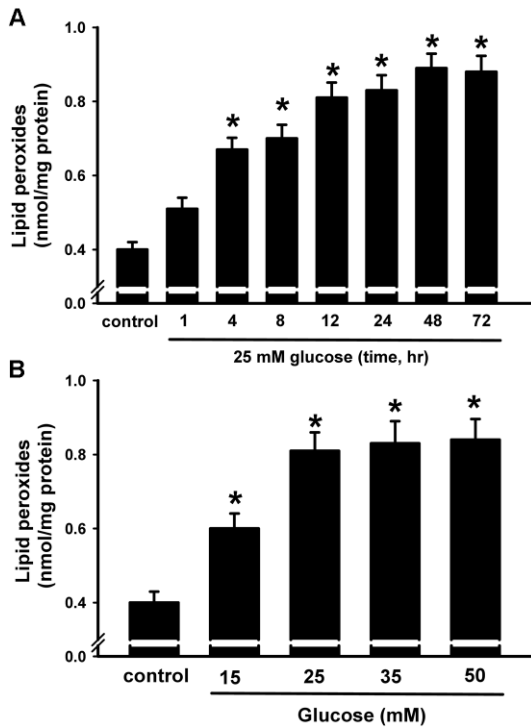 A
Lipid peroxides
(nmol/mg protein)
1.0
0.8
0.6
0.4
0.0
* * * * * *
control 1 4 8 12 24 48 72
25 mM glucose (time, hr)
B
Lipid peroxides
(nmol/mg protein)
1.0
0.8
0.6
0.4
0.0
* * * *
control 15 25 35 50
Glucose (mM)